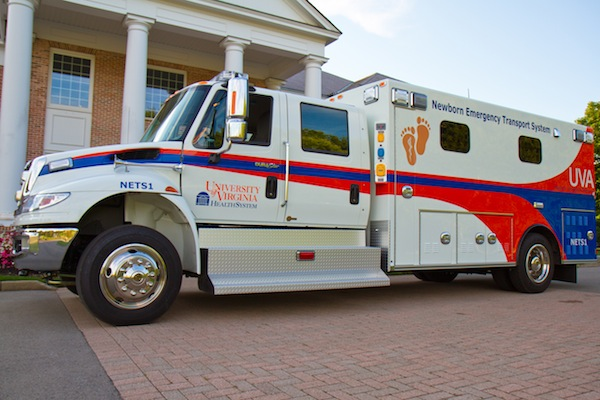 Newborn Emergency Transport System
UVA
NETS1
UNIVERSITY
of VIRGINIA
HEALTH SYSTEM
NETS1